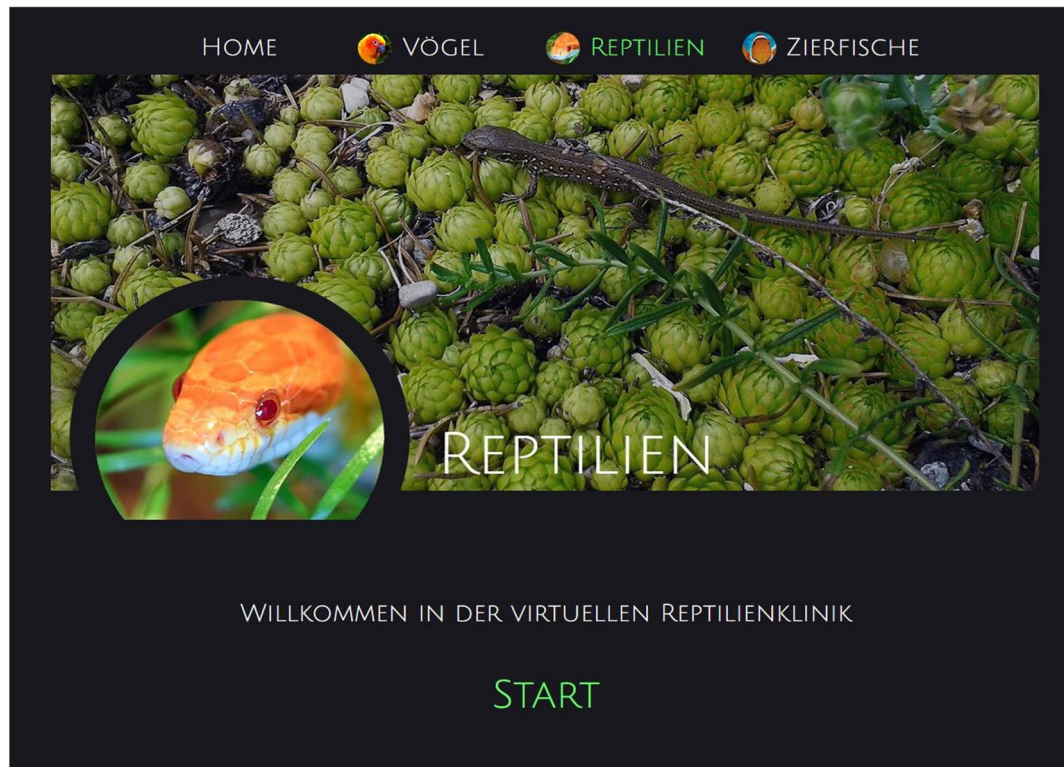 Home Vögel Reptilien Zierfische
Reptilien
Willkommen in der virtuellen Reptilienklinik
Start